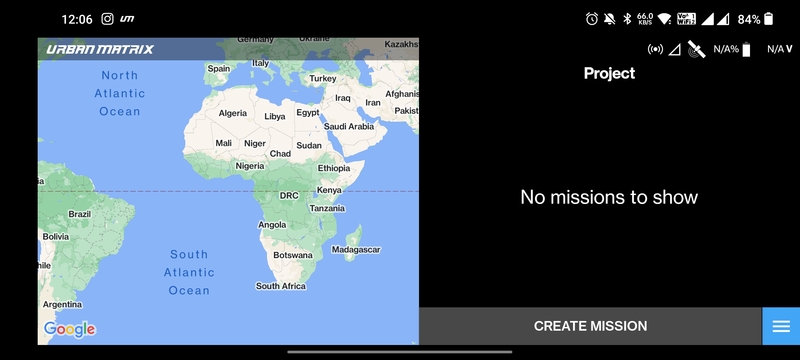 12:06
66.0
KB/s
84%
URBAN MATRIX
N/A%
N/A V
Project
Germany
Ukraine
Kazakhs
Spain
Italy
Turkey
North
Atlantic
Ocean
Iraq
Iran
Afghanis
Pakist
Algeria
Libya
Egypt
Saudi Arabia
Mali
Niger
Chad
Sudan
Nigeria
Ethiopia
DRC
Kenya
Tanzania
Brazil
Angola
Bolivia
Botswana
Madagascar
South
Atlantic
Ocean
hile
South Africa
Argentina
Google
No missions to show
CREATE MISSION